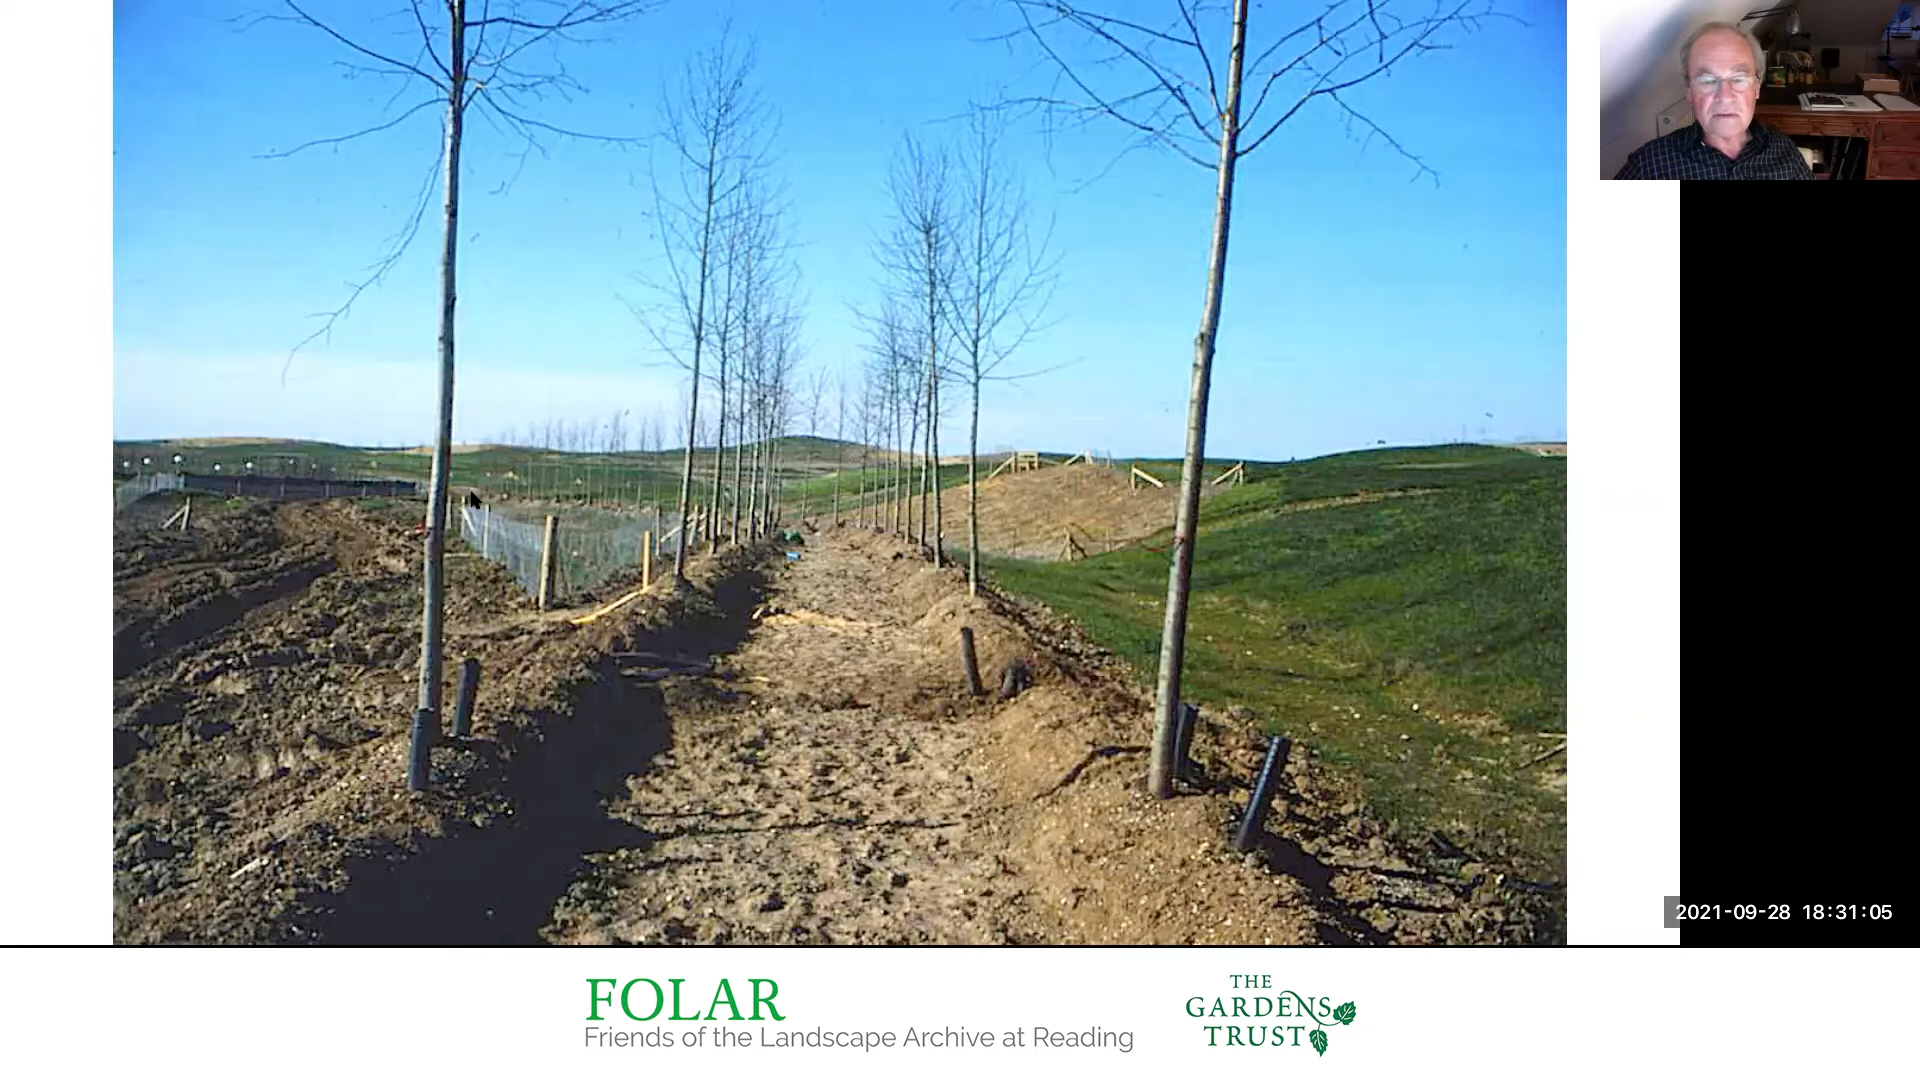 2021-09-28 18:31:05
FOLAR
Friends of the Landscape Archive at Reading
THE
GARDENS
TRUST